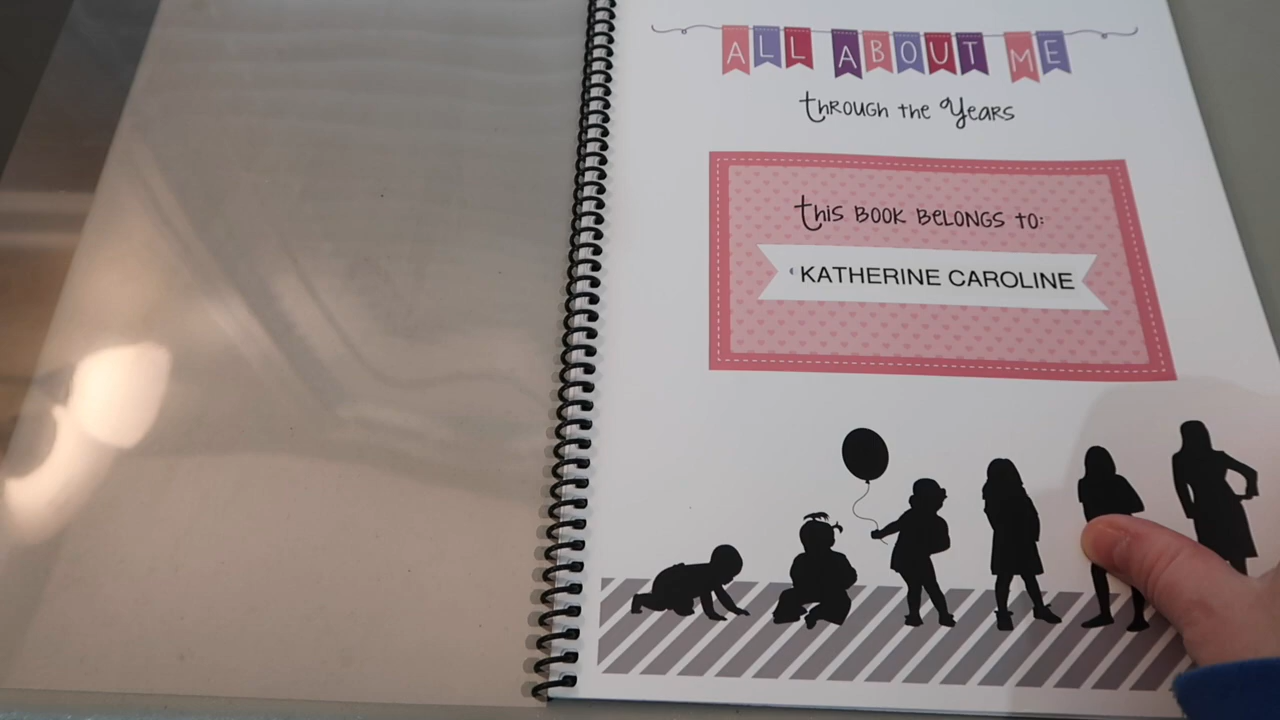 ALL ABOUT ME
through the Years
This BOOK BELONGS TO:
KATHERINE CAROLINE